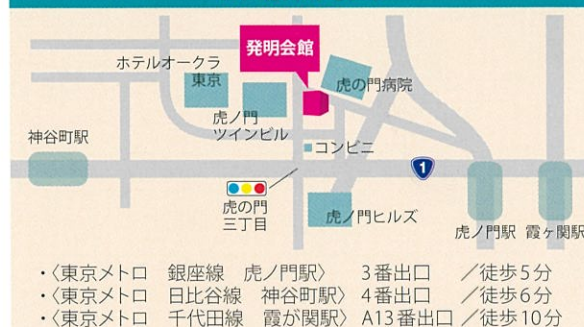 発明会館
ホテルオークラ
東京
虎の門病院
虎ノ門
ツインビル
コンビニ
神谷町駅
1
虎の門
三丁目
虎ノ門ヒルズ
虎ノ門駅
霞ヶ関駅
・〈東京メトロ　銀座線　虎ノ門駅〉　3番出口　／徒歩5分
・〈東京メトロ　日比谷線　神谷町駅〉　4番出口　／徒歩6分
・〈東京メトロ　千代田線　霞が関駅〉　A13番出口　／徒歩10分